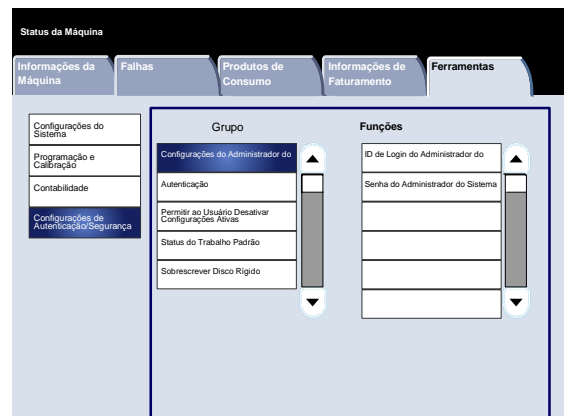 Status da Máquina
Informações da
Máquina
Falhas
Produtos de
Consumo
Informações de
Faturamento
Ferramentas
Configurações do
Sistema
Programação e
Calibração
Contabilidade
Configurações de
Autenticação/Segurança
Grupo
Configurações do Administrador do
Autenticação
Permitir ao Usuário Desativar
Configurações Ativas
Status do Trabalho Padrão
Sobrescrever Disco Rígido
Funções
ID de Login do Administrador do
Senha do Administrador do Sistema